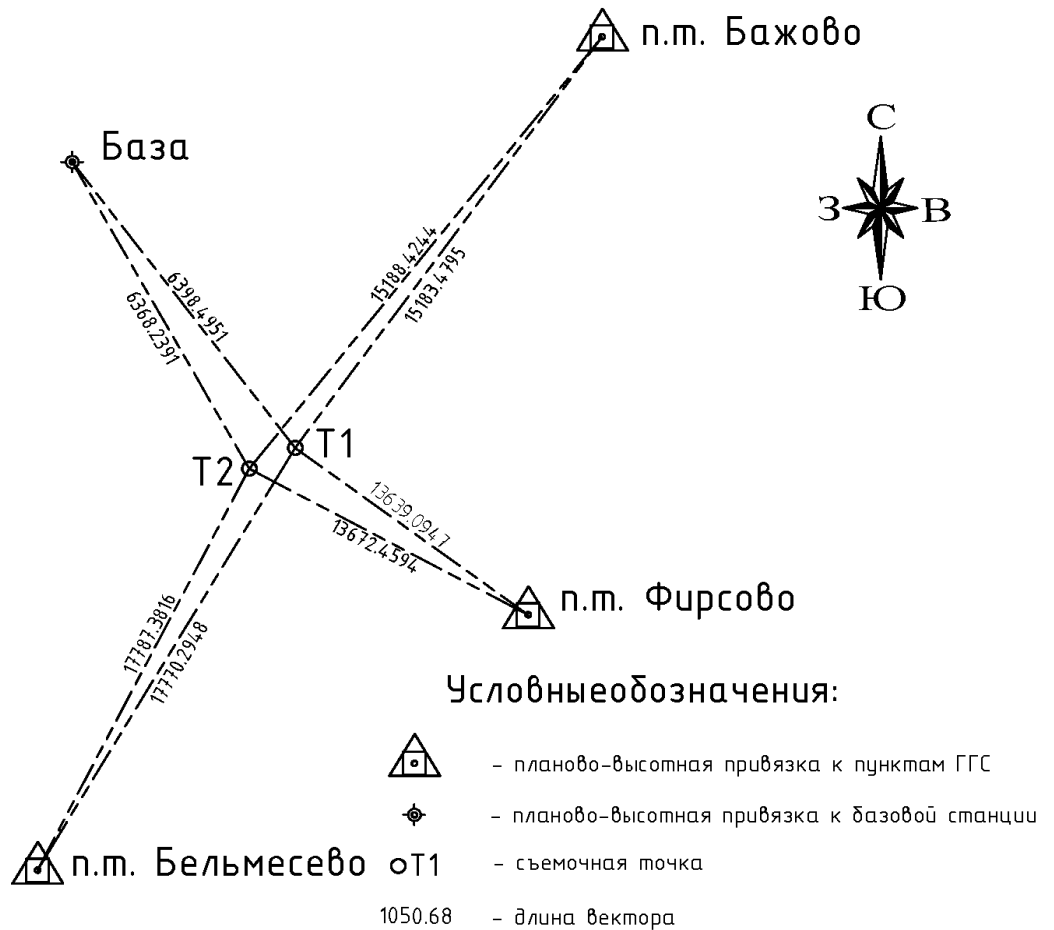 п.т. Бажово
База
С
З
В
Ю
15188.4244
15183.4795
6398.4951
6368.2391
Т1
Т2
13639.0947
13672.4594
п.т. Фирсово
17787.3816
17770.2948
Условныеобозначения:
- планово-высотная привязка к пунктам ГГС
- планово-высотная привязка к базовой станции
п.т. Бельмесево
Т1 - съемочная точка
1050.68 - длина вектора